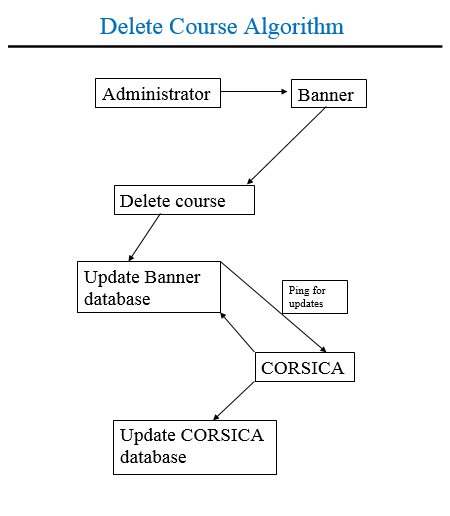 Delete Course Algorithm
Administrator
Banner
Delete course
Update Banner
database
Ping for
updates
CORSICA
Update CORSICA
database